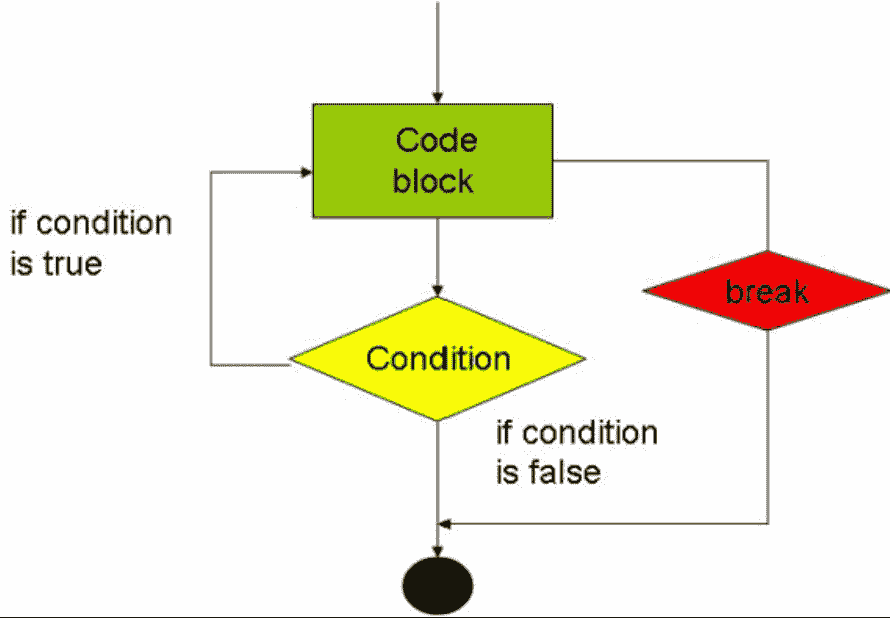 Code
block
if condition
is true
break
Condition
if condition
is false